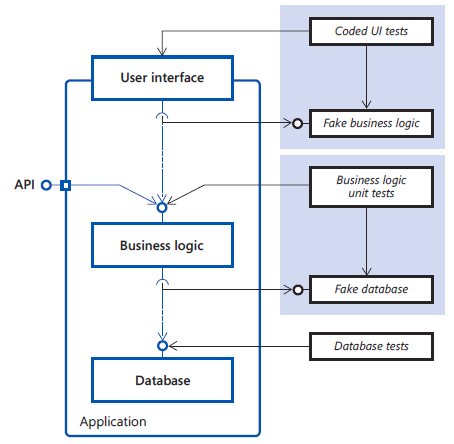 Coded UI tests
User interface
Fake business logic
API
Business logic
unit tests
Business logic
Fake database
Database tests
Database
Application